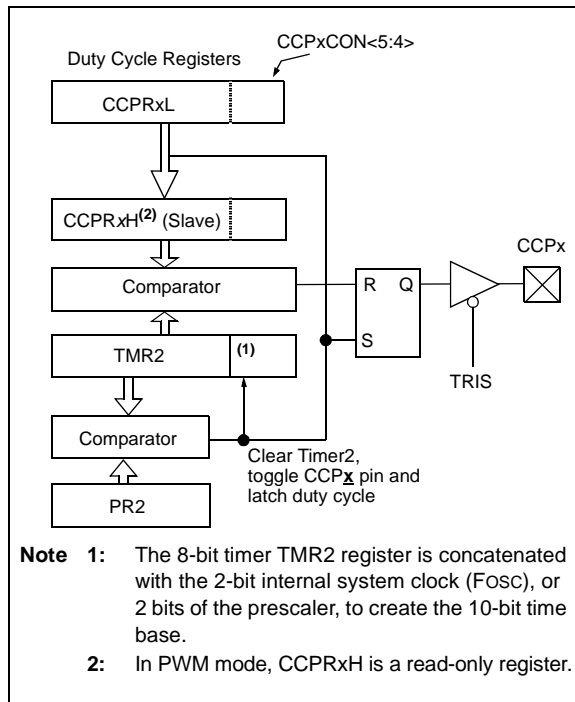 CCPxCON<5:4>
Duty Cycle Registers
CCPRxL
CCPRxH(2) (Slave)
CCPx
Comparator
R Q
S
TMR2 (1)
TRIS
Comparator
Clear Timer2,
toggle CCPx pin and
latch duty cycle
PR2
Note 1: The 8-bit timer TMR2 register is concatenated
with the 2-bit internal system clock (FOSC), or
2 bits of the prescaler, to create the 10-bit time
base.
2: In PWM mode, CCPRxH is a read-only register.